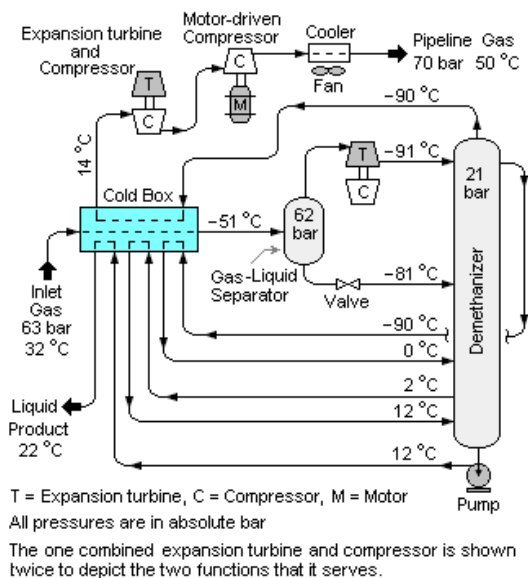 Expansion turbine
and
Compressor
Motor-driven
Compressor
Cooler
Pipeline Gas
70 bar 50 °C
Fan
T
C
C
M
14 °C
−90 °C
T
C
−91 °C
21
bar
Cold Box
−51 °C
62
bar
Inlet
Gas
63 bar
32 °C
Gas-Liquid
Separator
Valve
−81 °C
Demethanizer
−90 °C
0 °C
2 °C
12 °C
12 °C
Liquid
Product
22 °C
Pump
T = Expansion turbine, C = Compressor, M = Motor
All pressures are in absolute bar
The one combined expansion turbine and compressor is shown
twice to depict the two functions that it serves.